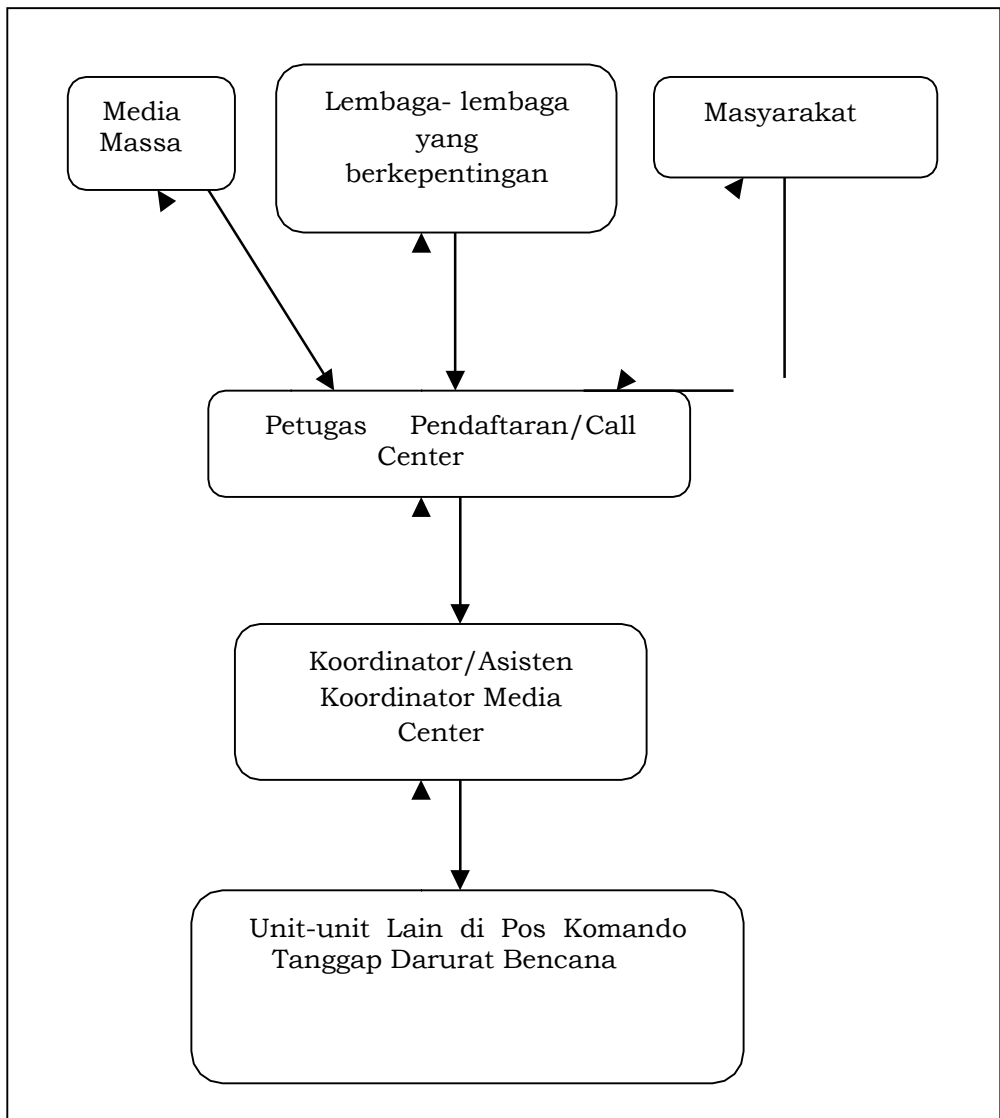 Media
Massa
Lembaga- lembaga
yang
berkepentingan
Masyarakat
Petugas Pendaftaran/Call
Center
Koordinator/Asisten
Koordinator Media
Center
Unit-unit Lain di Pos Komando
Tanggap Darurat Bencana